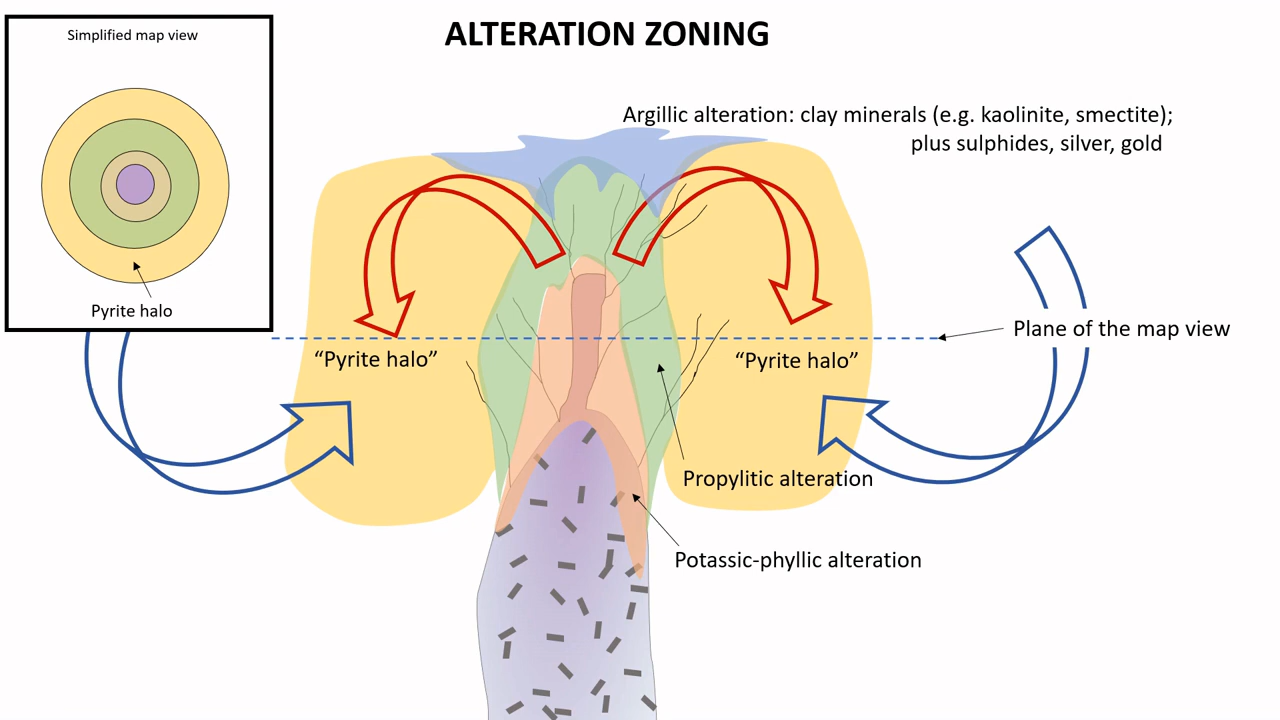 ALTERATION ZONING
Simplified map view
Pyrite halo
Argillic alteration: clay minerals (e.g. kaolinite, smectite);
plus sulphides, silver, gold
Plane of the map view
“Pyrite halo”
“Pyrite halo”
Propylitic alteration
Potassic-phyllic alteration